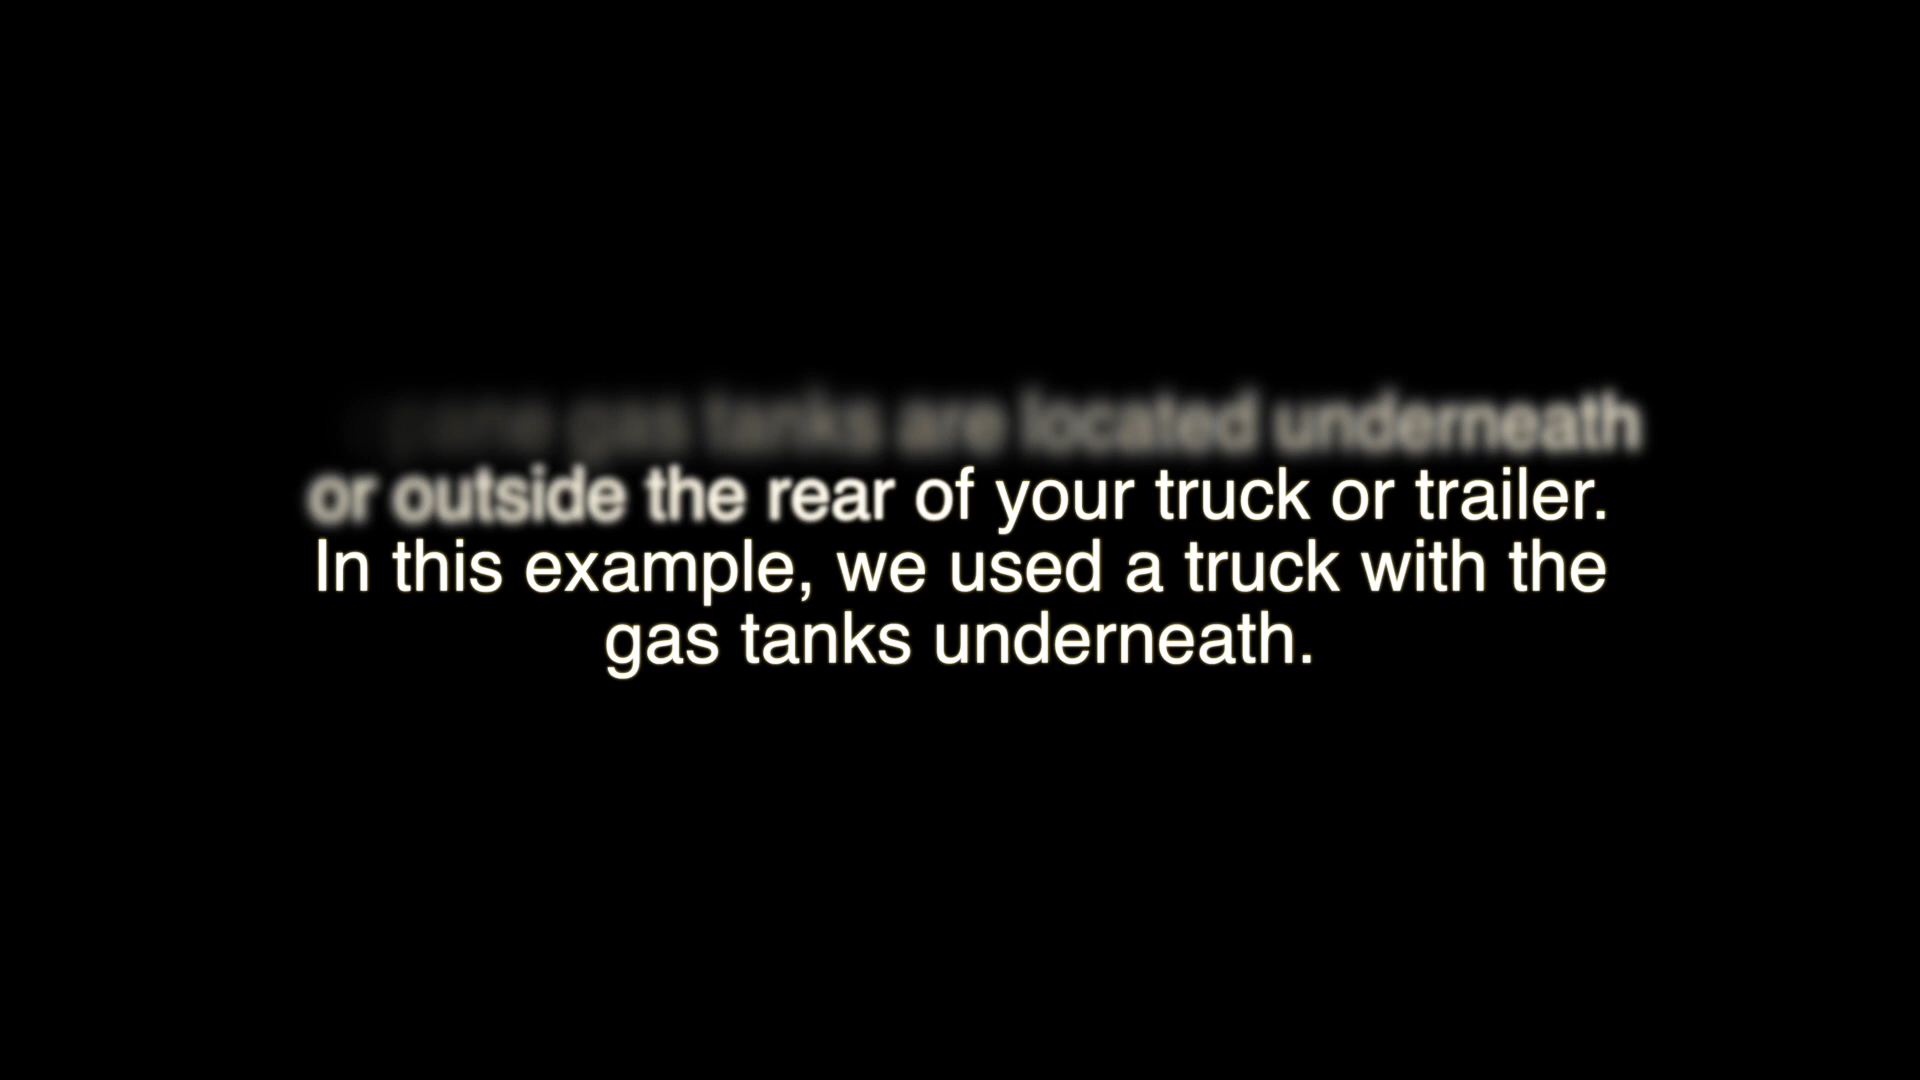 gas tanks are located underneath
or outside the rear of your truck or trailer.
In this example, we used a truck with the
gas tanks underneath.